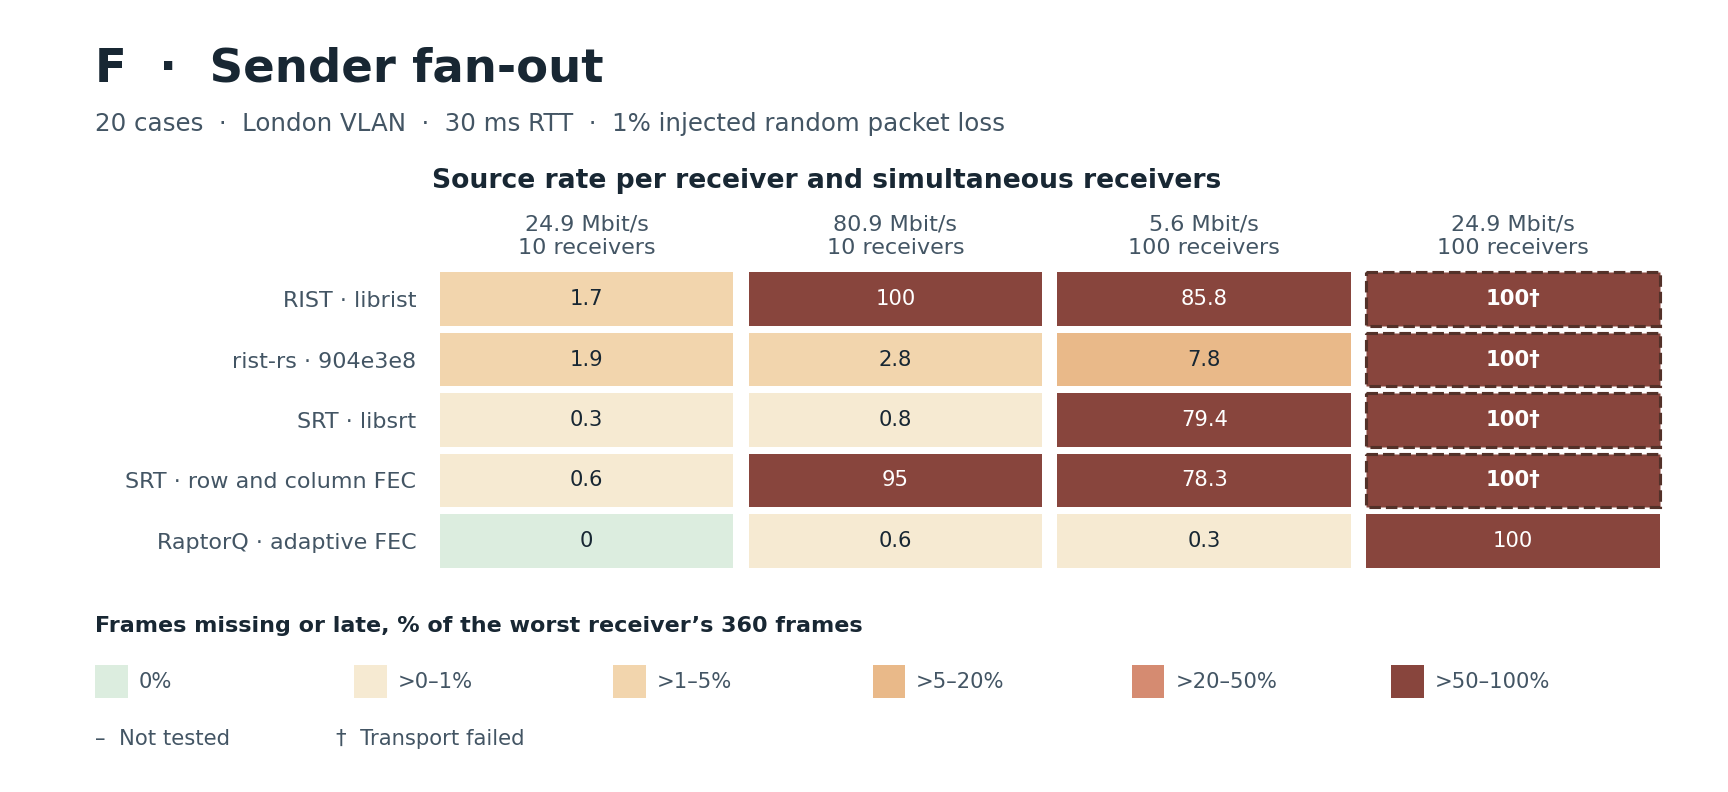 F · Sender fan-out
20 cases · London VLAN · 30 ms RTT · 1% injected random packet loss
Source rate per receiver and simultaneous receivers
24.9 Mbit/s 80.9 Mbit/s 5.6 Mbit/s 24.9 Mbit/s
10 receivers 10 receivers 100 receivers 100 receivers
RIST · librist 1.7 100 85.8 100†
rist-rs · 904e3e8 1.9 2.8 7.8 100†
SRT · libsrt 0.3 0.8 79.4 100†
SRT · row and column FEC 0.6 95 78.3 100†
RaptorQ · adaptive FEC 0 0.6 0.3 100
Frames missing or late, % of the worst receiver’s 360 frames
0% >0–1% >1–5% >5–20% >20–50% >50–100%
– Not tested † Transport failed